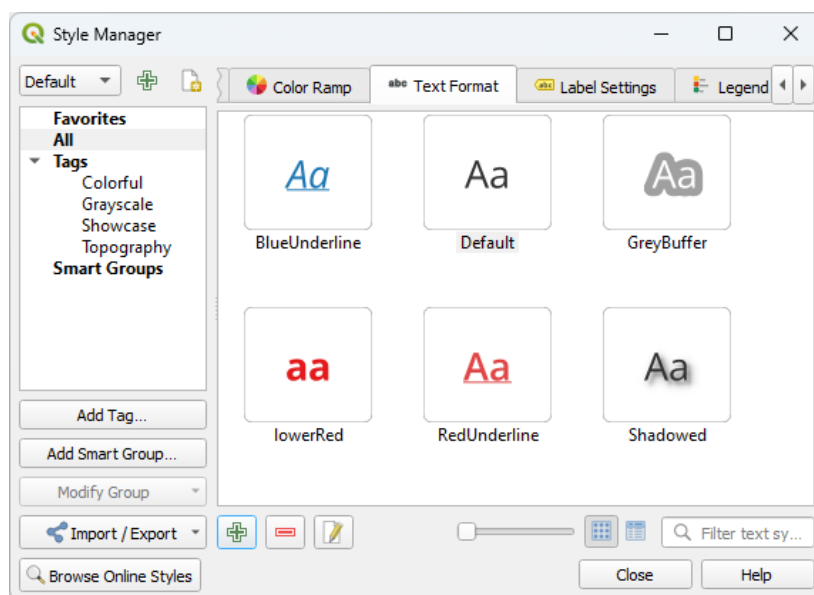 Style Manager
Default
Color Ramp
abc Text Format
abc Label Settings
Legend
Favorites
All
Tags
Colorful
Grayscale
Showcase
Topography
Smart Groups
Aa
Aa
Aa
BlueUnderline
Default
GreyBuffer
aa
Aa
Aa
lowerRed
RedUnderline
Shadowed
Add Tag...
Add Smart Group...
Modify Group
Import / Export
Filter text sy...
Browse Online Styles
Close
Help